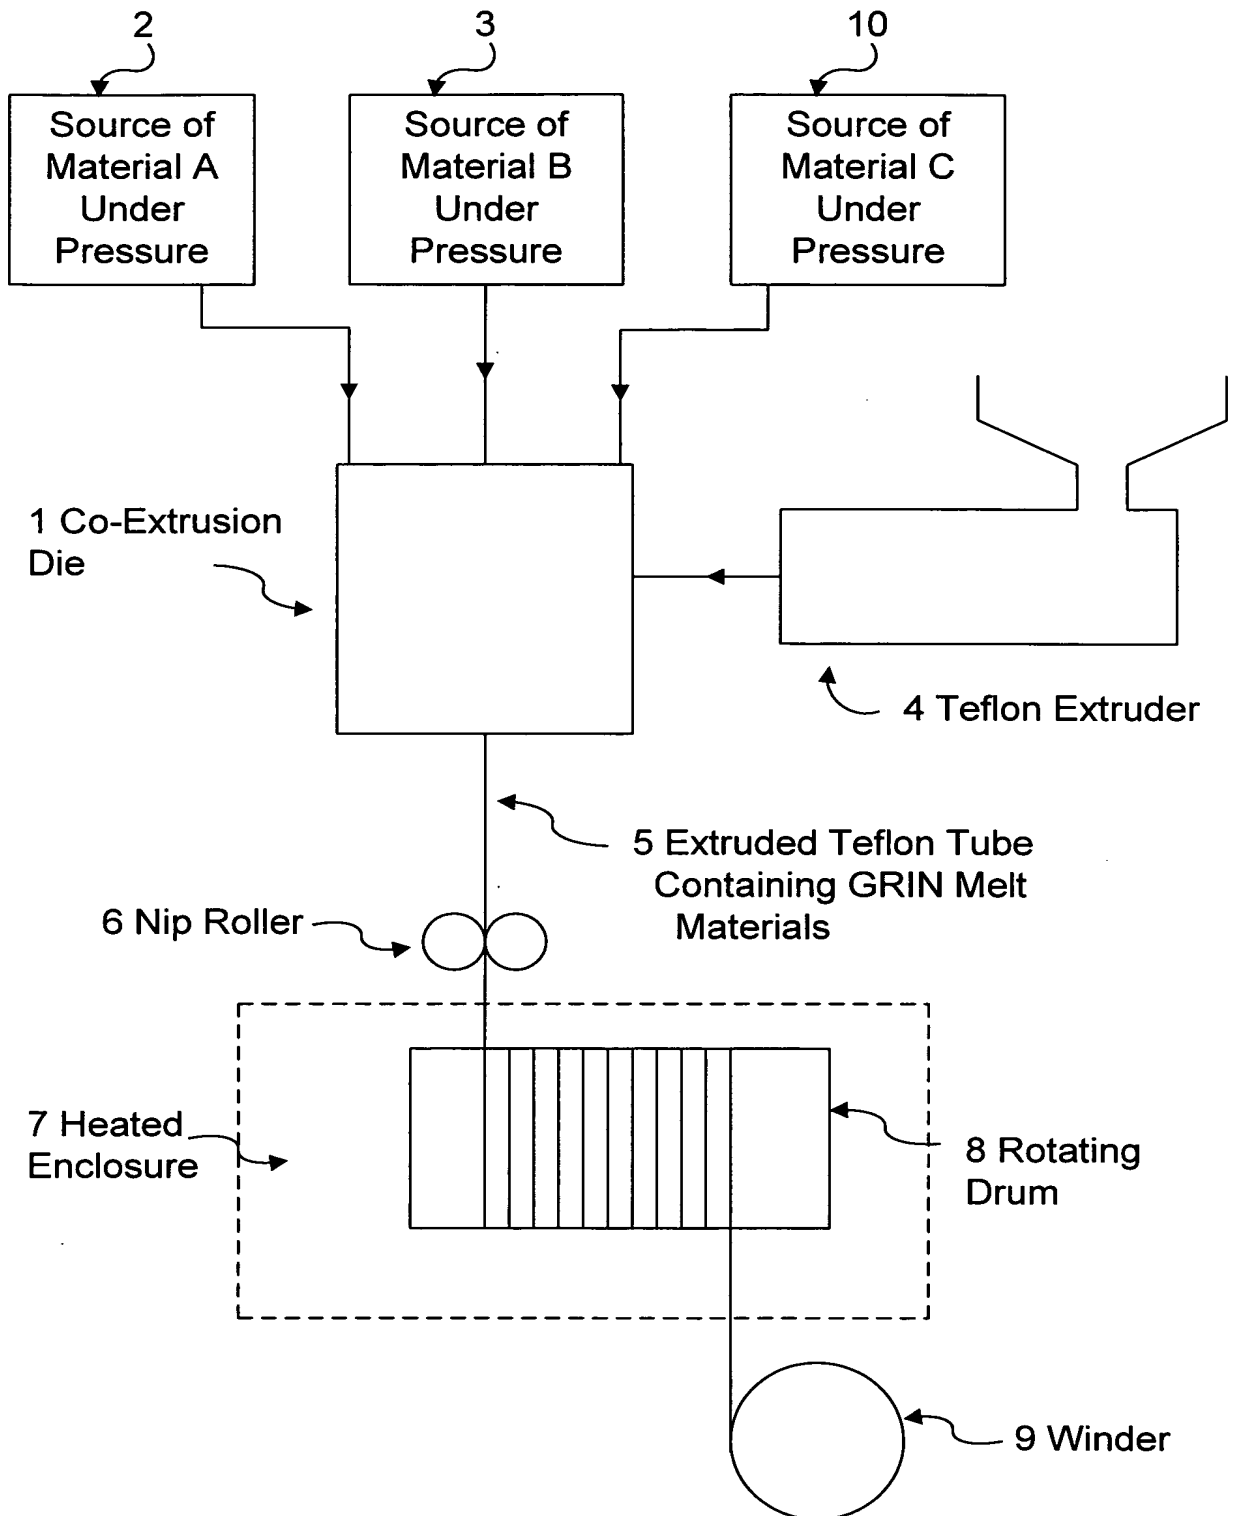 2
3
10
Source of
Material A
Under
Pressure
Source of
Material B
Under
Pressure
Source of
Material C
Under
Pressure
1 Co-Extrusion
Die
4 Teflon Extruder
5 Extruded Teflon Tube
Containing GRIN Melt
Materials
6 Nip Roller
7 Heated
Enclosure
8 Rotating
Drum
9 Winder